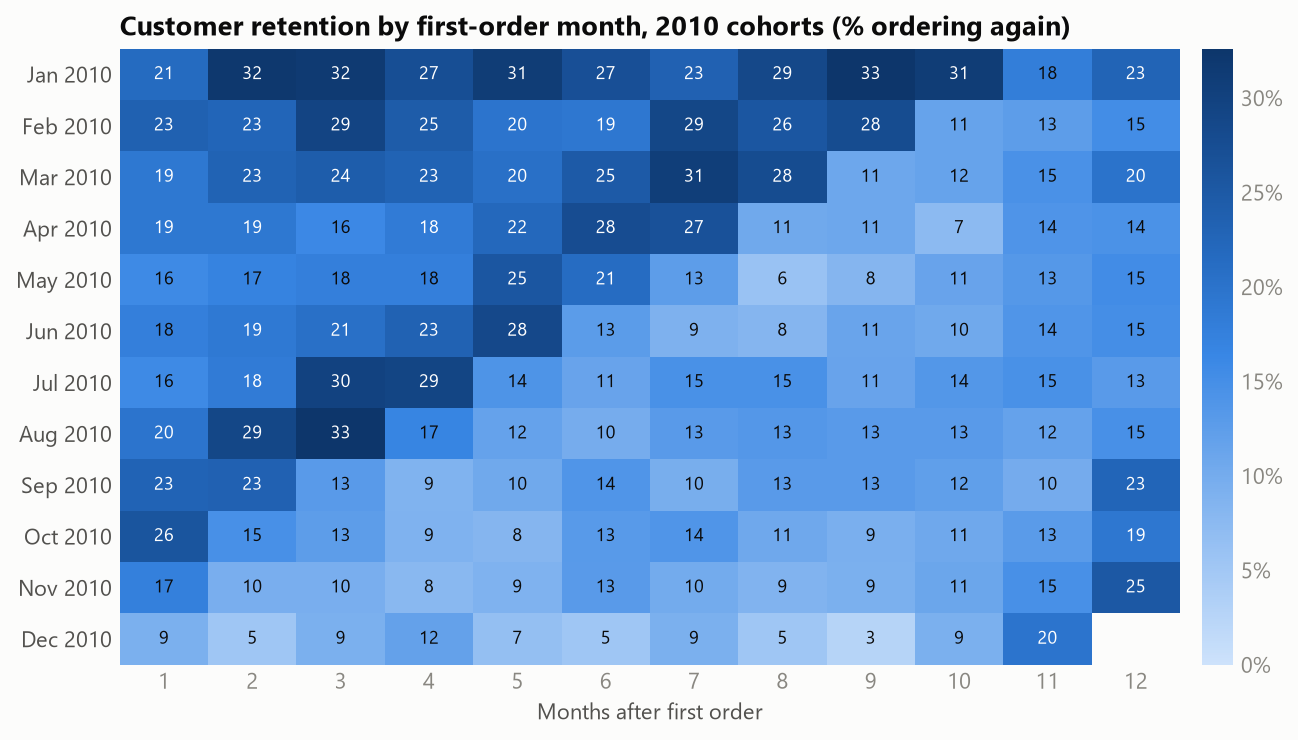 Customer retention by first-order month, 2010 cohorts (% ordering again)
Jan 2010 21 32 32 27 31 27 23 29 33 31 18 23
Feb 2010 23 23 29 25 20 19 29 26 28 11 13 15
Mar 2010 19 23 24 23 20 25 31 28 11 12 15 20
Apr 2010 19 19 16 18 22 28 27 11 11 7 14 14
May 2010 16 17 18 18 25 21 13 6 8 11 13 15
Jun 2010 18 19 21 23 28 13 9 8 11 10 14 15
Jul 2010 16 18 30 29 14 11 15 15 11 14 15 13
Aug 2010 20 29 33 17 12 10 13 13 13 13 12 15
Sep 2010 23 23 13 9 10 14 10 13 13 12 10 23
Oct 2010 26 15 13 9 8 13 14 11 9 11 13 19
Nov 2010 17 10 10 8 9 13 10 9 9 11 15 25
Dec 2010 9 5 9 12 7 5 9 5 3 9 20
1 2 3 4 5 6 7 8 9 10 11 12
Months after first order
30%
25%
20%
15%
10%
5%
0%